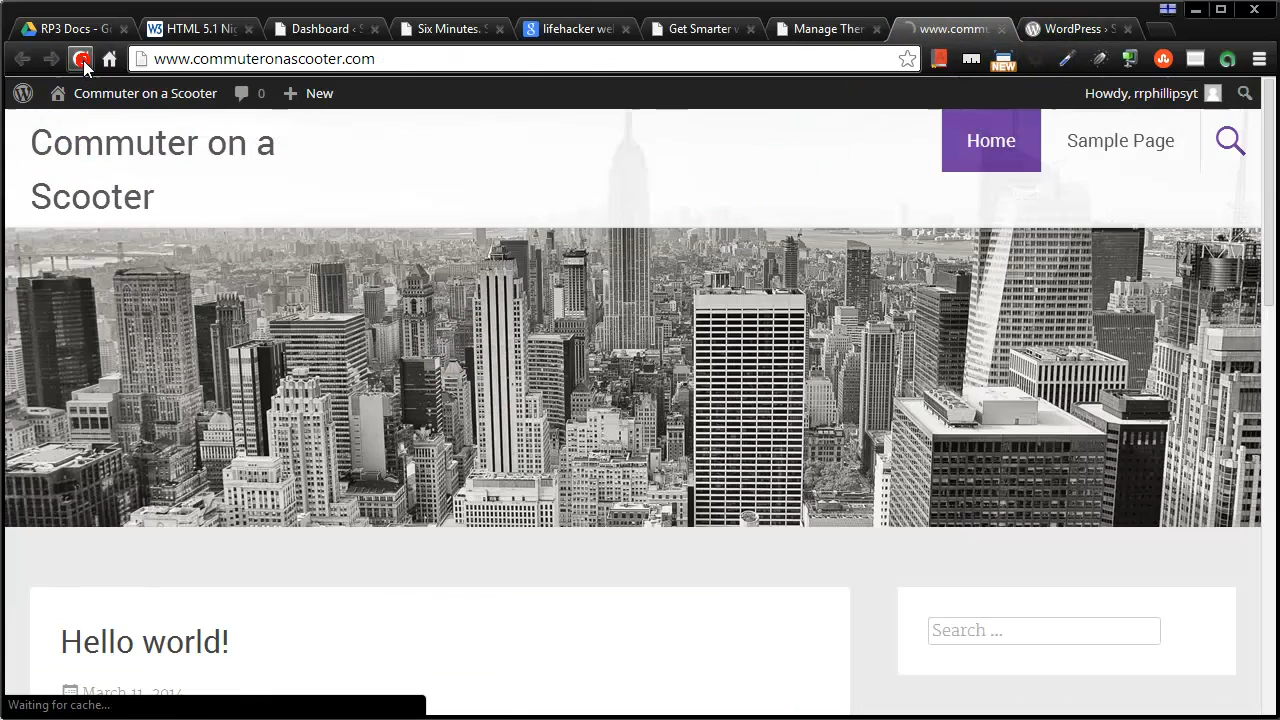 RP3 Docs - G
HTML 5.1 Nig
Dashboard ‹
Six Minutes.
lifehacker wel
Get Smarter
Manage Ther
www.commu
WordPress ›
www.commuteronascooter.com
NEW
Commuter on a Scooter
0
New
Howdy, rrphillipsyt
Commuter on a
Scooter
Home
Sample Page
Hello world!
Search ...
March 11, 2014
Waiting for cache...